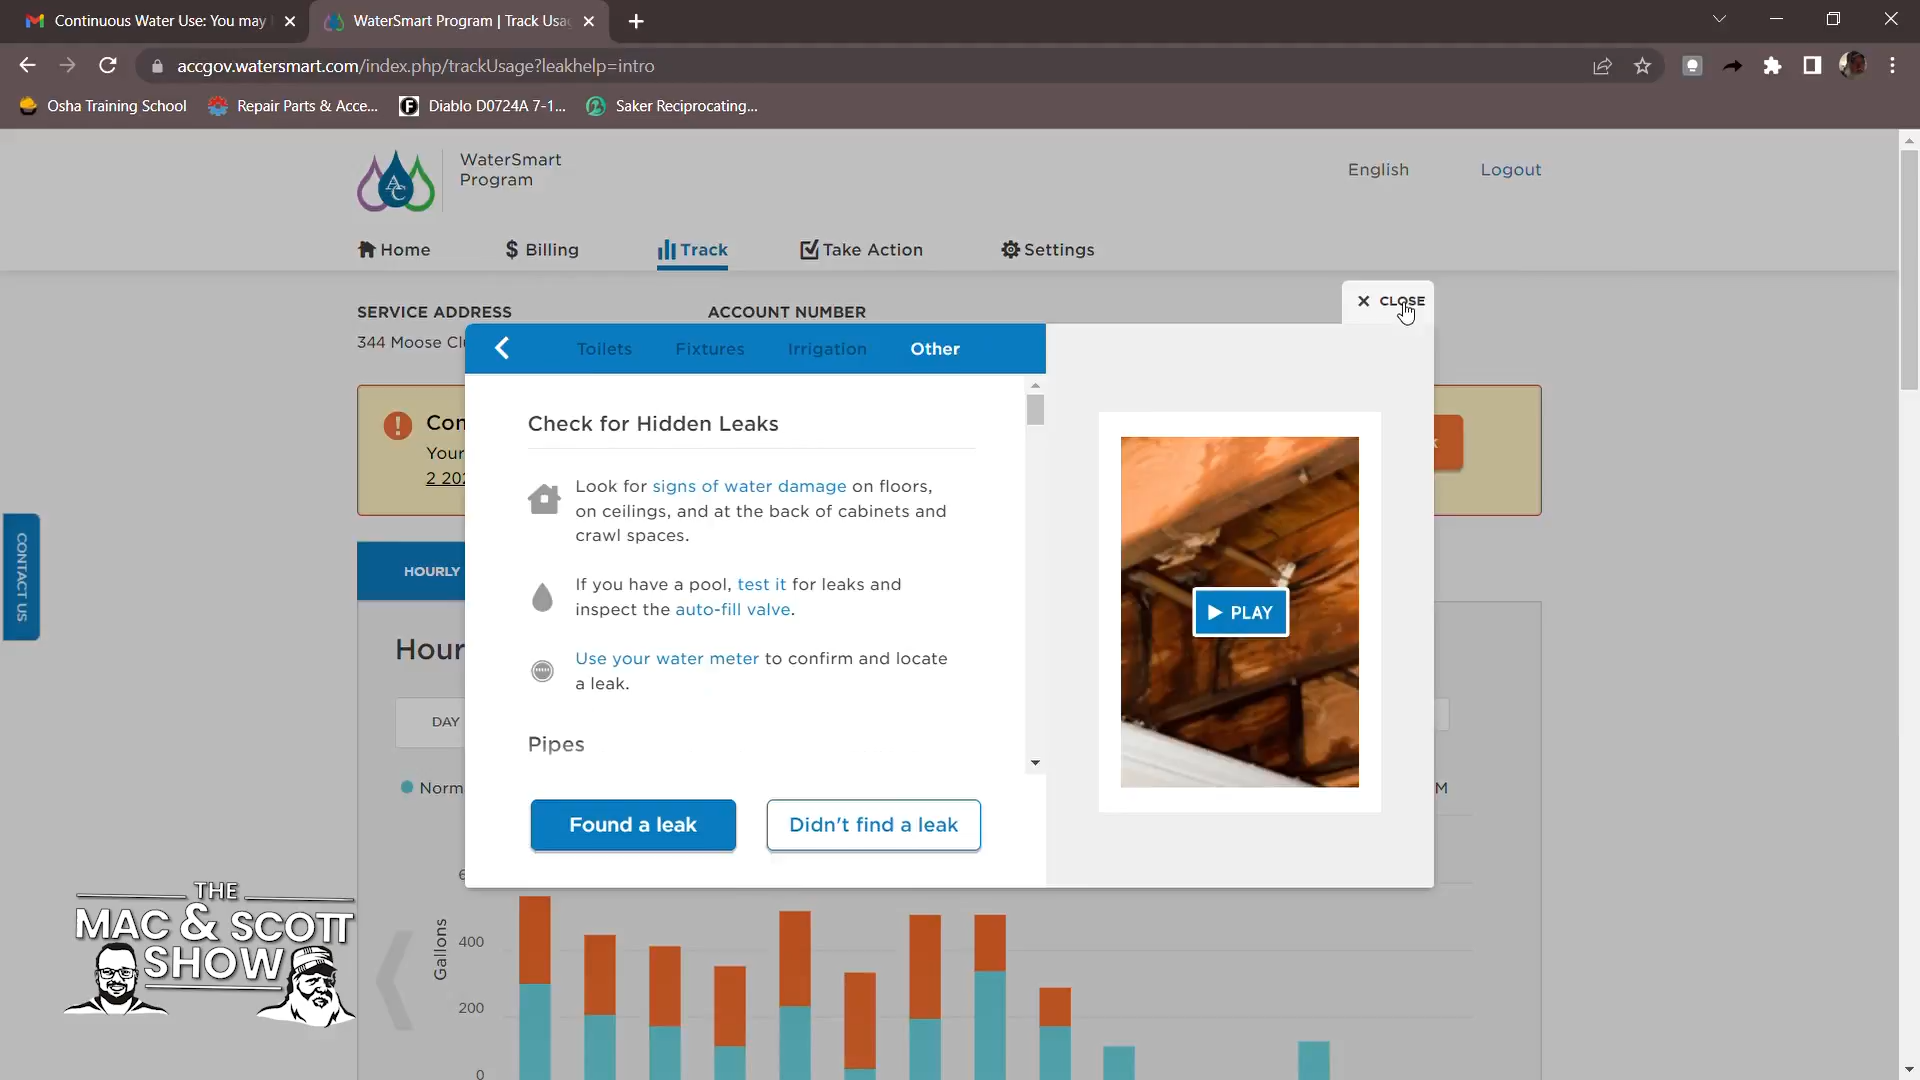 Continuous Water Use: You may
WaterSmart Program | Track Usa
accgov.watersmart.com/index.php/trackUsage?leakhelp=intro
Osha Training School
Repair Parts & Acce...
Diablo D0724A 7-1...
Saker Reciprocating...
AC
WaterSmart
Program
English
Logout
Home
$ Billing
Track
Take Action
Settings
SERVICE ADDRESS
ACCOUNT NUMBER
344 Moose Cl
CLOSE
Toilets
Fixtures
Irrigation
Other
Con
Your
2 202
Check for Hidden Leaks
Look for signs of water damage on floors,
on ceilings, and at the back of cabinets and
crawl spaces.
If you have a pool, test it for leaks and
inspect the auto-fill valve.
Use your water meter to confirm and locate
a leak.
Pipes
Found a leak
Didn't find a leak
PLAY
CONTACT US
HOURLY
Hour
DAY
Norm
M
Gallons
6
400
200
0
THE
MAC & SCOTT
SHOW